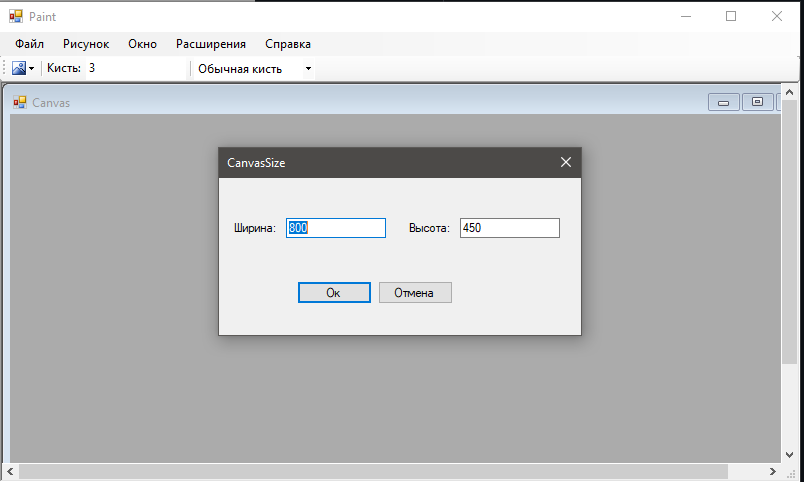 Paint
Файл Рисунок Окно Расширения Справка
Кисть: 3 Обычная кисть
Canvas
CanvasSize
Ширина: 800 Высота: 450
Ок Отмена